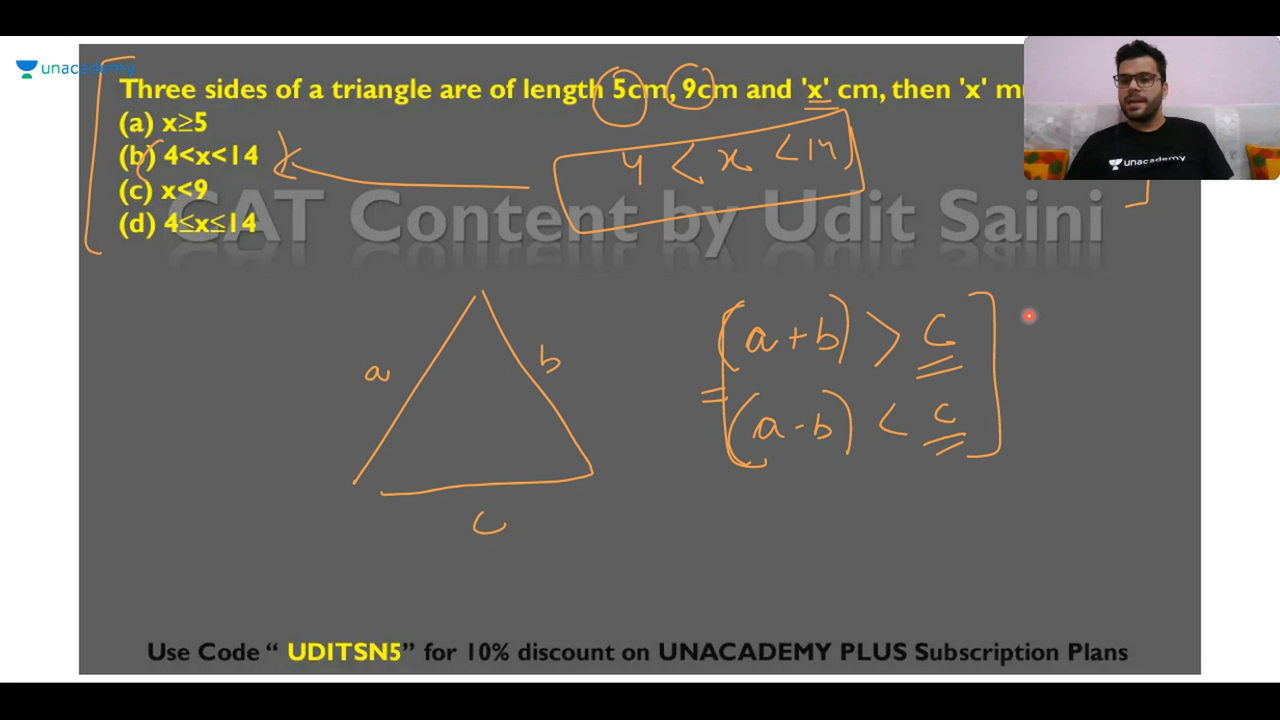 unacademy
Three sides of a triangle are of length 5cm, 9cm and 'x' cm, then 'x'
(a) x≥5
(b) 4<x<14
4 < x < 14
(c) x<9
(d) 4≤x≤14
CAT Content by Udit Saini
unacademy
(a+b) > c
(a-b) < c
a
b
c
Use Code “ UDITSN5” for 10% discount on UNACADEMY PLUS Subscription Plans